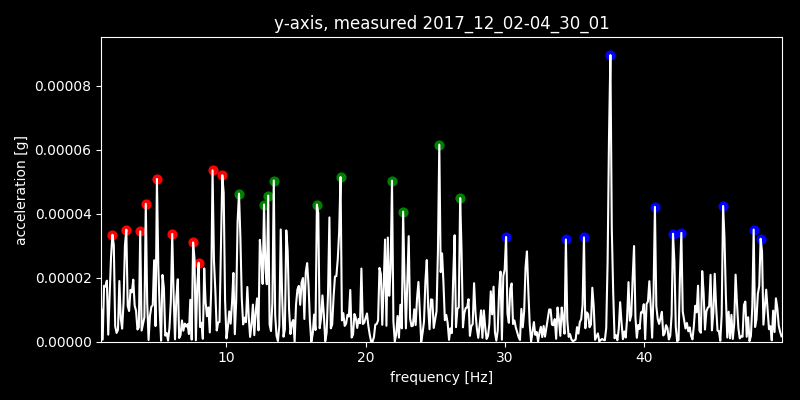 y-axis, measured 2017_12_02-04_30_01
0.00008
0.00006
0.00004
0.00002
0.00000
acceleration [g]
10 20 30 40
frequency [Hz]